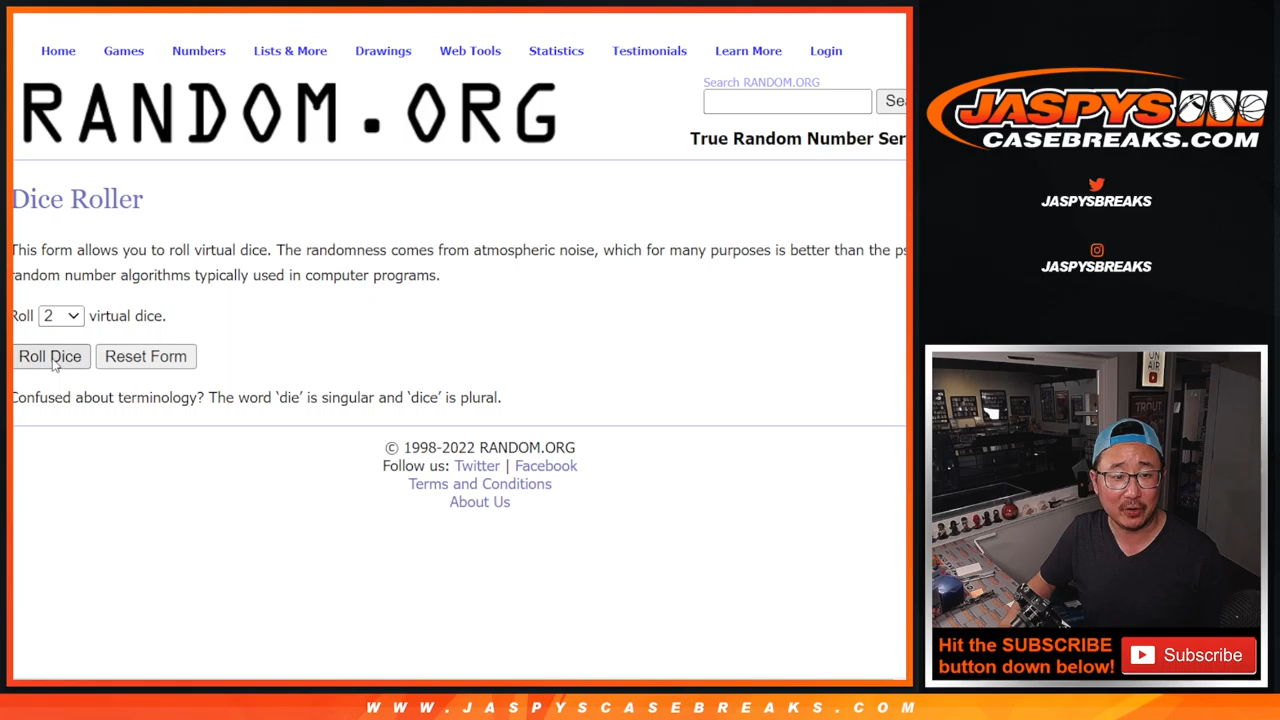 Home Games Numbers Lists & More Drawings Web Tools Statistics Testimonials Learn More Login
RANDOM.ORG
Search RANDOM.ORG
Sea
True Random Number Ser
Dice Roller
This form allows you to roll virtual dice. The randomness comes from atmospheric noise, which for many purposes is better than the ps
random number algorithms typically used in computer programs.
Roll 2 virtual dice.
Roll Dice Reset Form
Confused about terminology? The word ‘die’ is singular and ‘dice’ is plural.
© 1998-2022 RANDOM.ORG
Follow us: Twitter | Facebook
Terms and Conditions
About Us
JASPYS
CASEBREAKS.COM
JASPYSBREAKS
JASPYSBREAKS
ON
AIR
TROUT
Hit the SUBSCRIBE
button down below!
Subscribe
WWW.JASPYSCASEBREAKS.COM